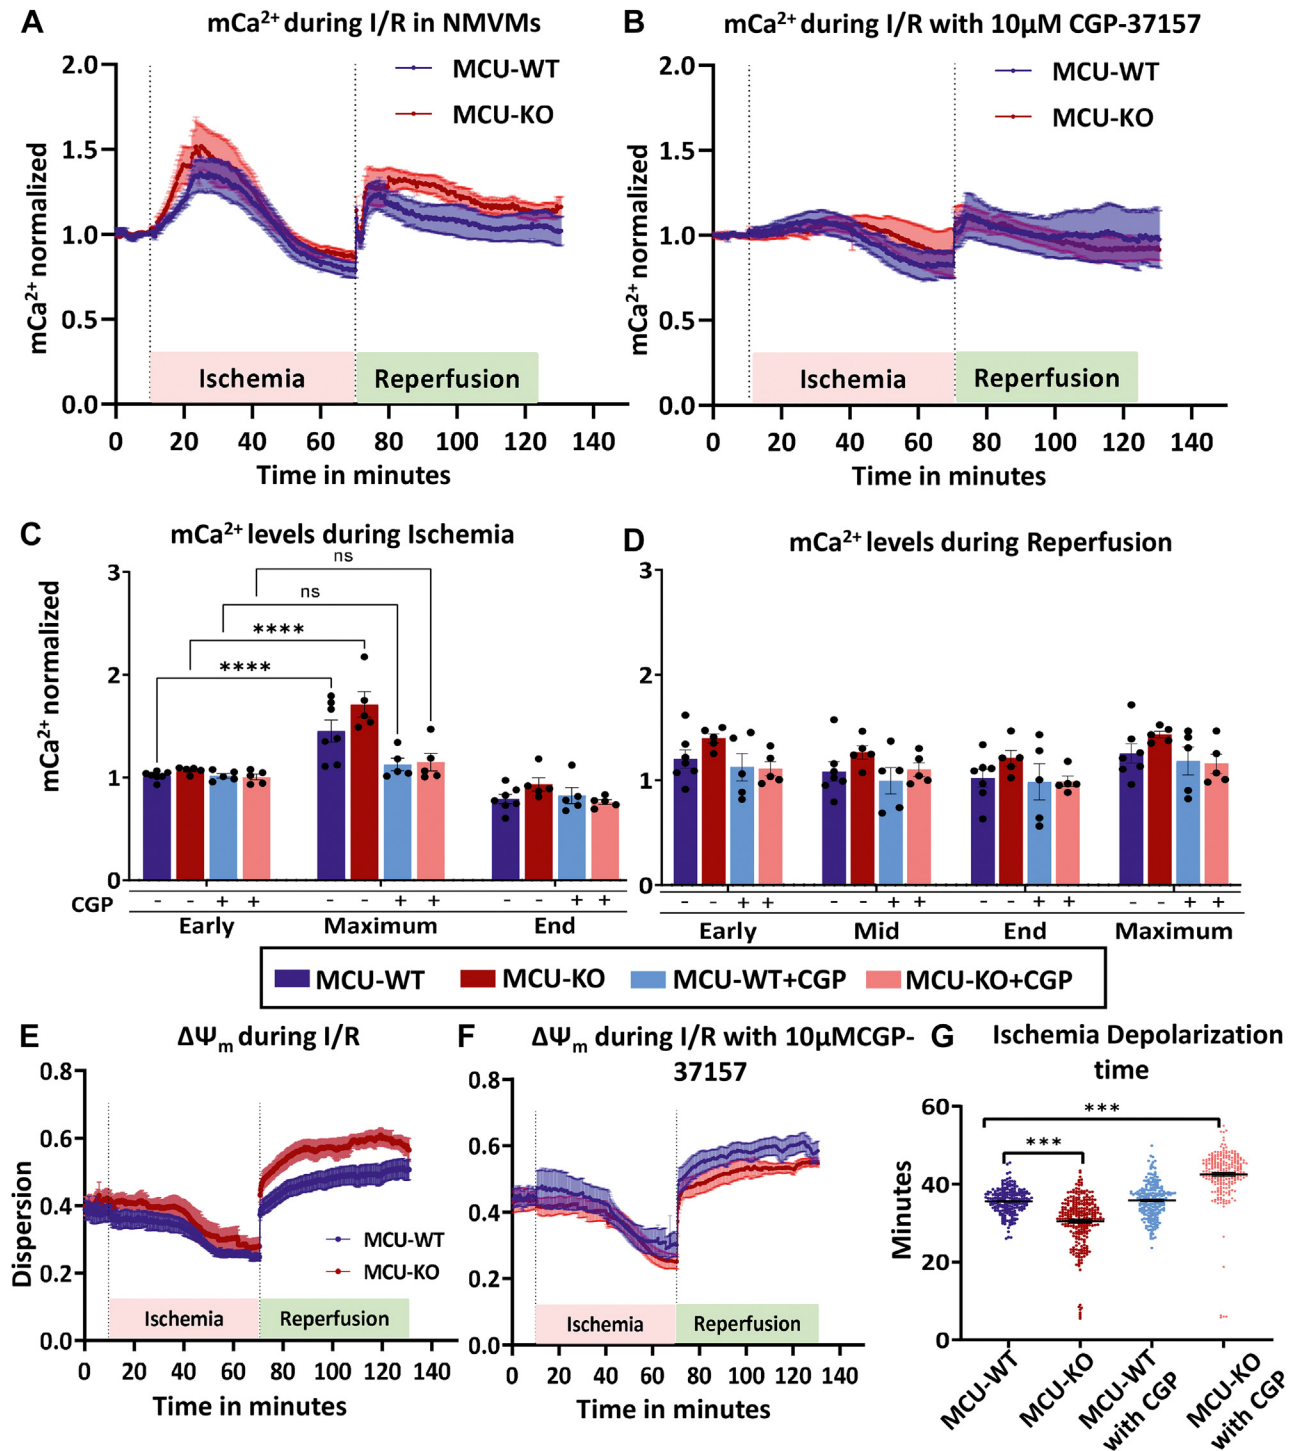 A
mCa²⁺ during I/R in NMVMs
mCa²⁺ normalized
2.0
1.5
1.0
0.5
0.0
MCU-WT
MCU-KO
Ischemia
Reperfusion
0 20 40 60 80 100 120 140
Time in minutes
B
mCa²⁺ during I/R with 10μM CGP-37157
mCa²⁺ normalized
2.0
1.5
1.0
0.5
0.0
MCU-WT
MCU-KO
Ischemia
Reperfusion
0 20 40 60 80 100 120 140
Time in minutes
C
mCa²⁺ levels during Ischemia
mCa²⁺ normalized
3
2
1
0
ns
ns
****
****
CGP - - + + - - + + - - + +
Early Maximum End
D
mCa²⁺ levels during Reperfusion
3
2
1
0
- - + + - - + + - - + + - - + +
Early Mid End Maximum
MCU-WT MCU-KO MCU-WT+CGP MCU-KO+CGP
E
ΔΨm during I/R
Dispersion
0.8
0.6
0.4
0.2
0.0
MCU-WT
MCU-KO
Ischemia
Reperfusion
0 20 40 60 80 100 120 140
Time in minutes
F
ΔΨm during I/R with 10μMCGP-
37157
0.8
0.6
0.4
0.2
0.0
Ischemia
Reperfusion
0 20 40 60 80 100 120 140
Time in minutes
G
Ischemia Depolarization
time
Minutes
60
40
20
0
***
***
MCU-WT
MCU-KO
MCU-WT
with CGP
MCU-KO
with CGP